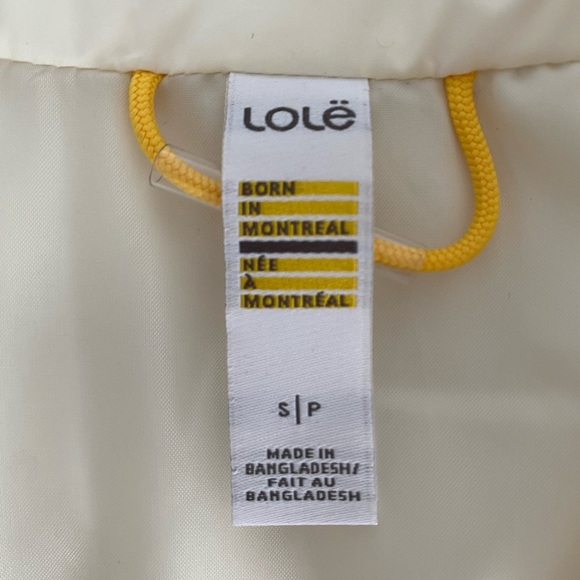 LOLË
BORN
IN
MONTREAL
NÉE
À
MONTRÉAL
S|P
MADE IN
BANGLADESH/
FAIT AU
BANGLADESH